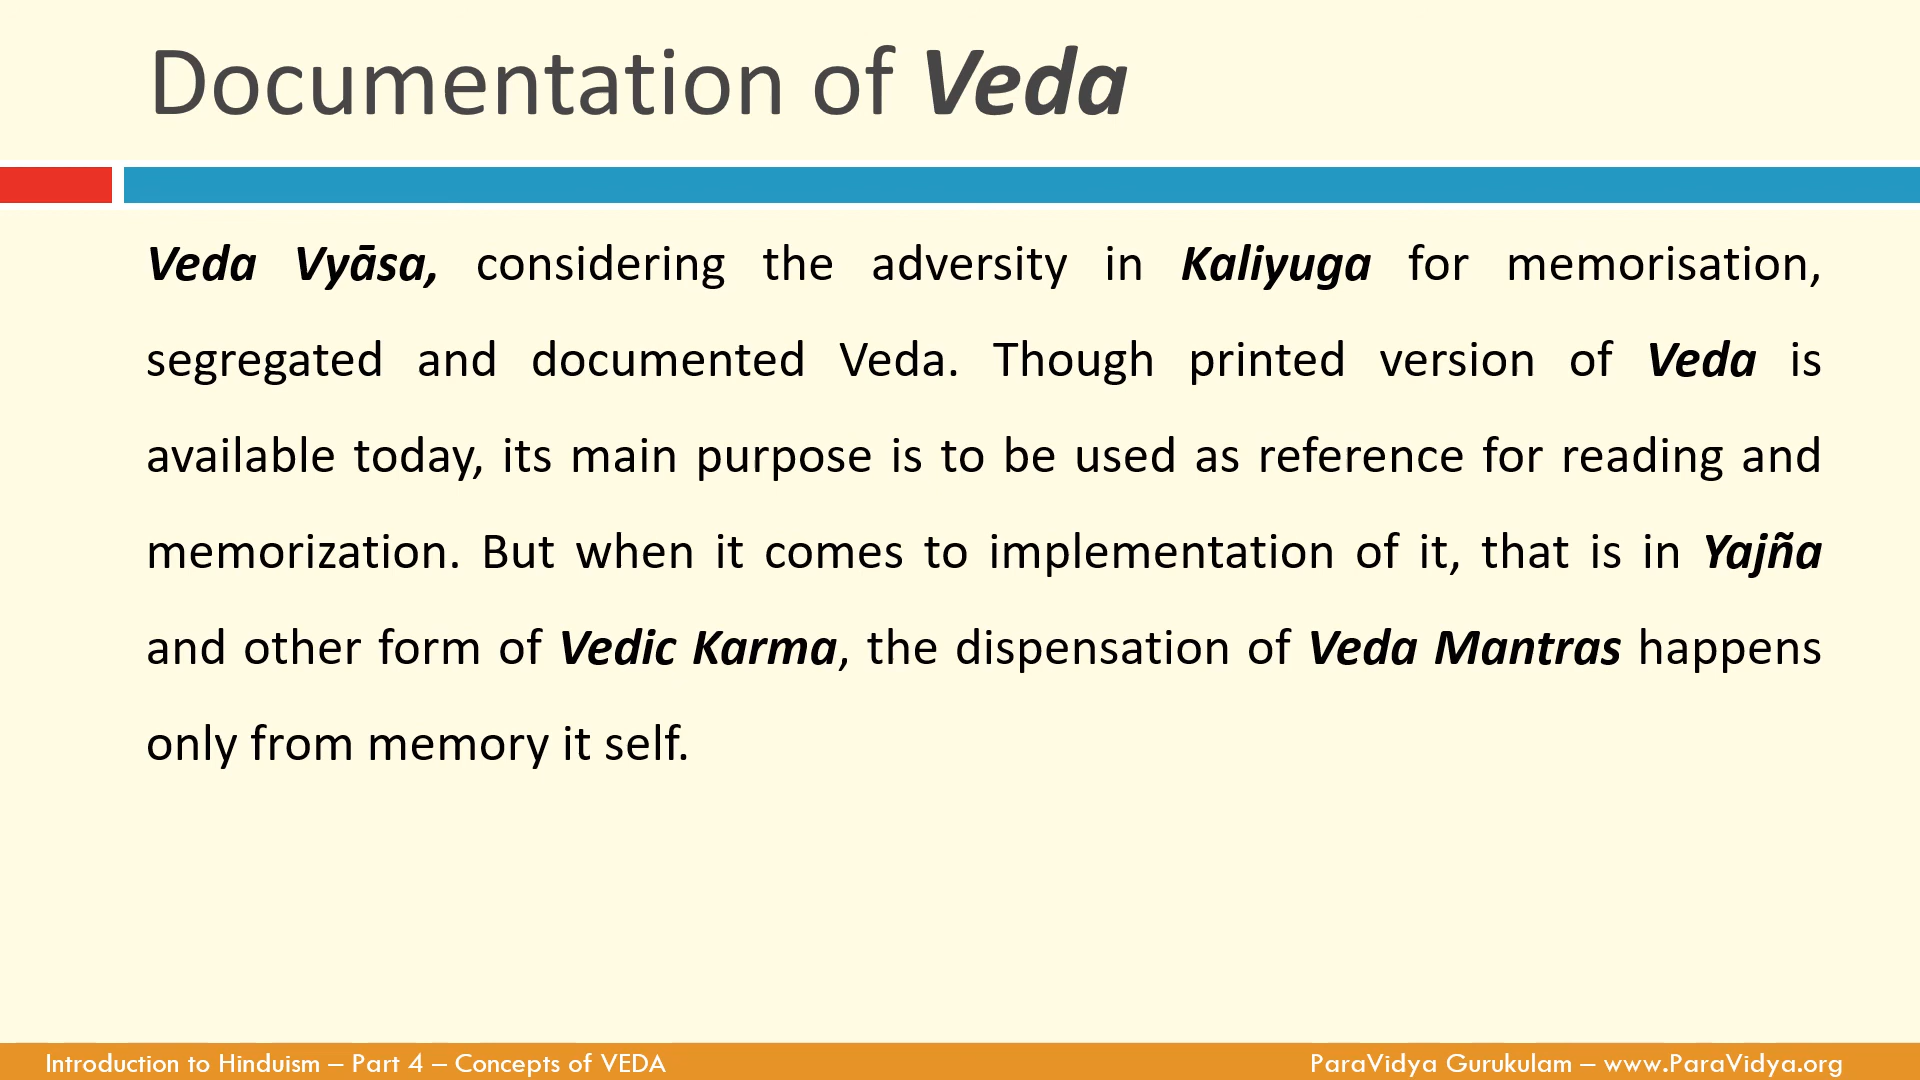 Documentation of Veda
Veda Vyāsa, considering the adversity in Kaliyuga for memorisation,
segregated and documented Veda. Though printed version of Veda is
available today, its main purpose is to be used as reference for reading and
memorization. But when it comes to implementation of it, that is in Yajña
and other form of Vedic Karma, the dispensation of Veda Mantras happens
only from memory it self.
Introduction to Hinduism – Part 4 – Concepts of VEDA
ParaVidya Gurukulam – www.ParaVidya.org